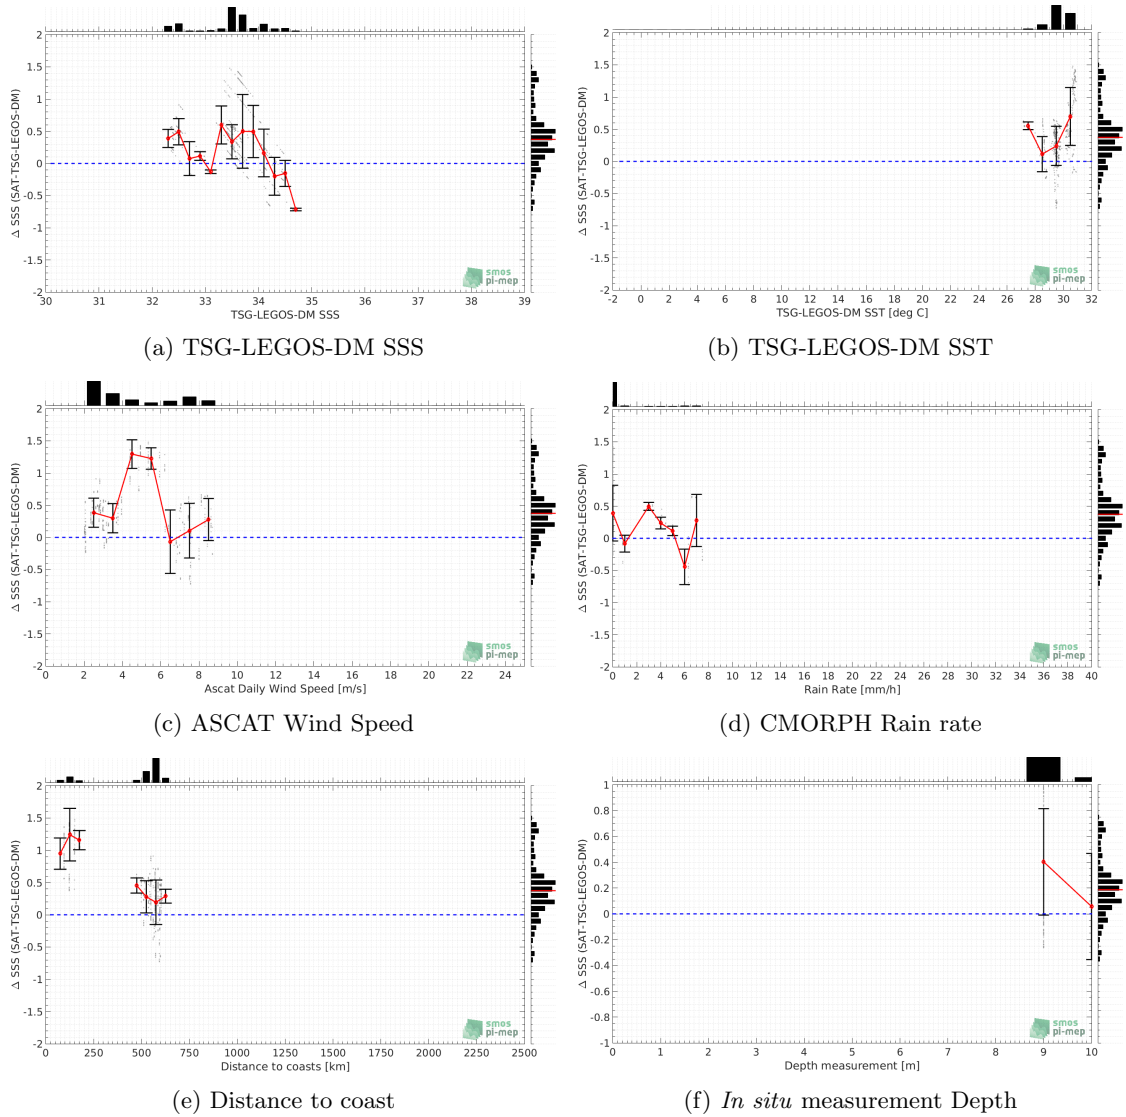 2
1.5
1
0.5
0
-0.5
-1
-1.5
-2
Δ SSS (SAT-TSG-LEGOS-DM)
30 31 32 33 34 35 36 37 38 39
TSG-LEGOS-DM SSS
smos
pi-mep
(a) TSG-LEGOS-DM SSS
2
1.5
1
0.5
0
-0.5
-1
-1.5
-2
Δ SSS (SAT-TSG-LEGOS-DM)
-2 0 2 4 6 8 10 12 14 16 18 20 22 24 26 28 30 32
TSG-LEGOS-DM SST [deg C]
smos
pi-mep
(b) TSG-LEGOS-DM SST
2
1.5
1
0.5
0
-0.5
-1
-1.5
-2
Δ SSS (SAT-TSG-LEGOS-DM)
0 2 4 6 8 10 12 14 16 18 20 22 24
Ascat Daily Wind Speed [m/s]
smos
pi-mep
(c) ASCAT Wind Speed
2
1.5
1
0.5
0
-0.5
-1
-1.5
-2
Δ SSS (SAT-TSG-LEGOS-DM)
0 2 4 6 8 10 12 14 16 18 20 22 24 26 28 30 32 34 36 38 40
Rain Rate [mm/h]
smos
pi-mep
(d) CMORPH Rain rate
2
1.5
1
0.5
0
-0.5
-1
-1.5
-2
Δ SSS (SAT-TSG-LEGOS-DM)
0 250 500 750 1000 1250 1500 1750 2000 2250 2500
Distance to coasts [km]
smos
pi-mep
(e) Distance to coast
1
0.8
0.6
0.4
0.2
0
-0.2
-0.4
-0.6
-0.8
-1
Δ SSS (SAT-TSG-LEGOS-DM)
0 1 2 3 4 5 6 7 8 9 10
Depth measurement [m]
smos
pi-mep
(f) In situ measurement Depth